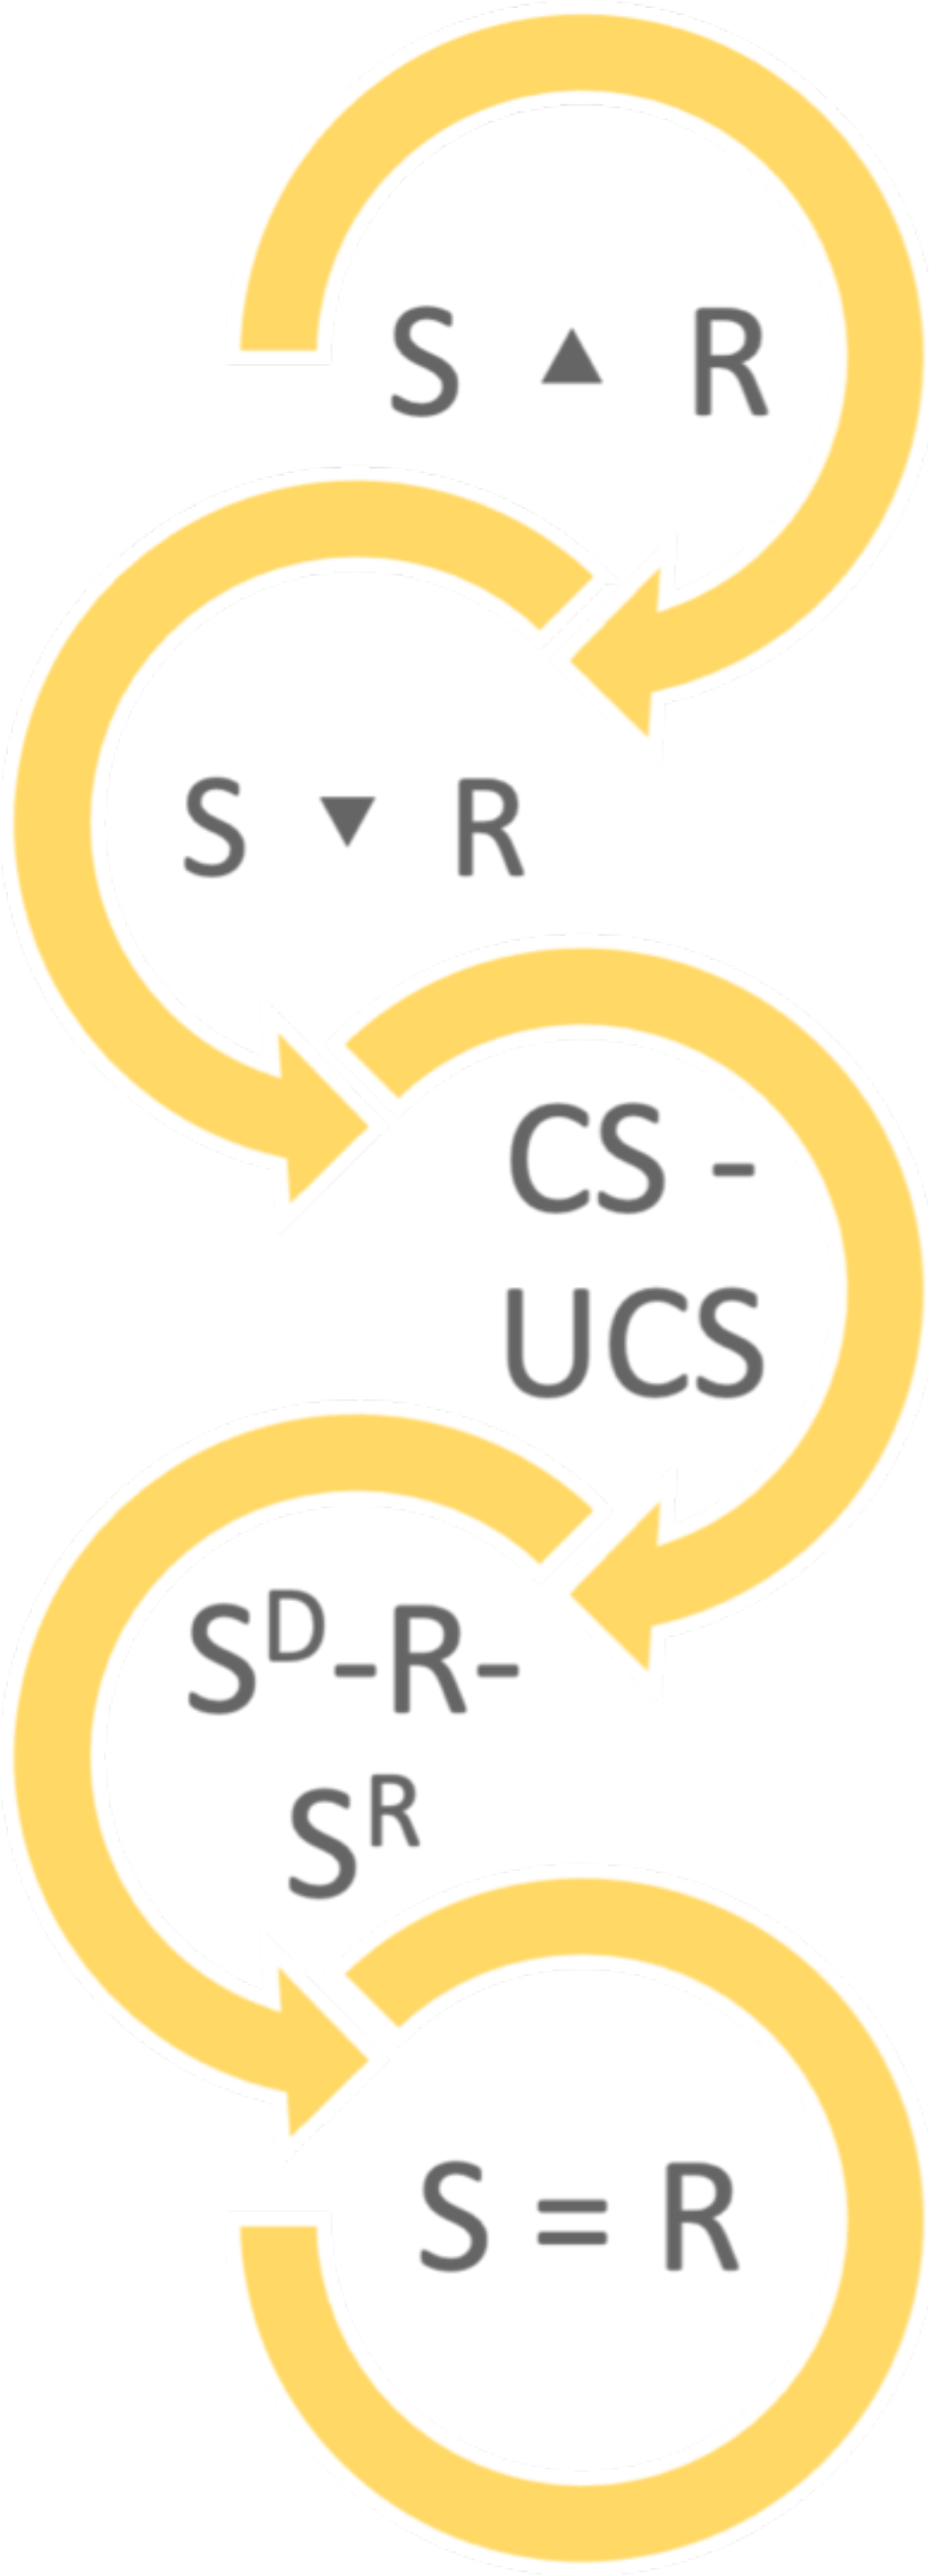 S ▲ R
S ▼ R
CS -
UCS
S^D-R-
S^R
S = R